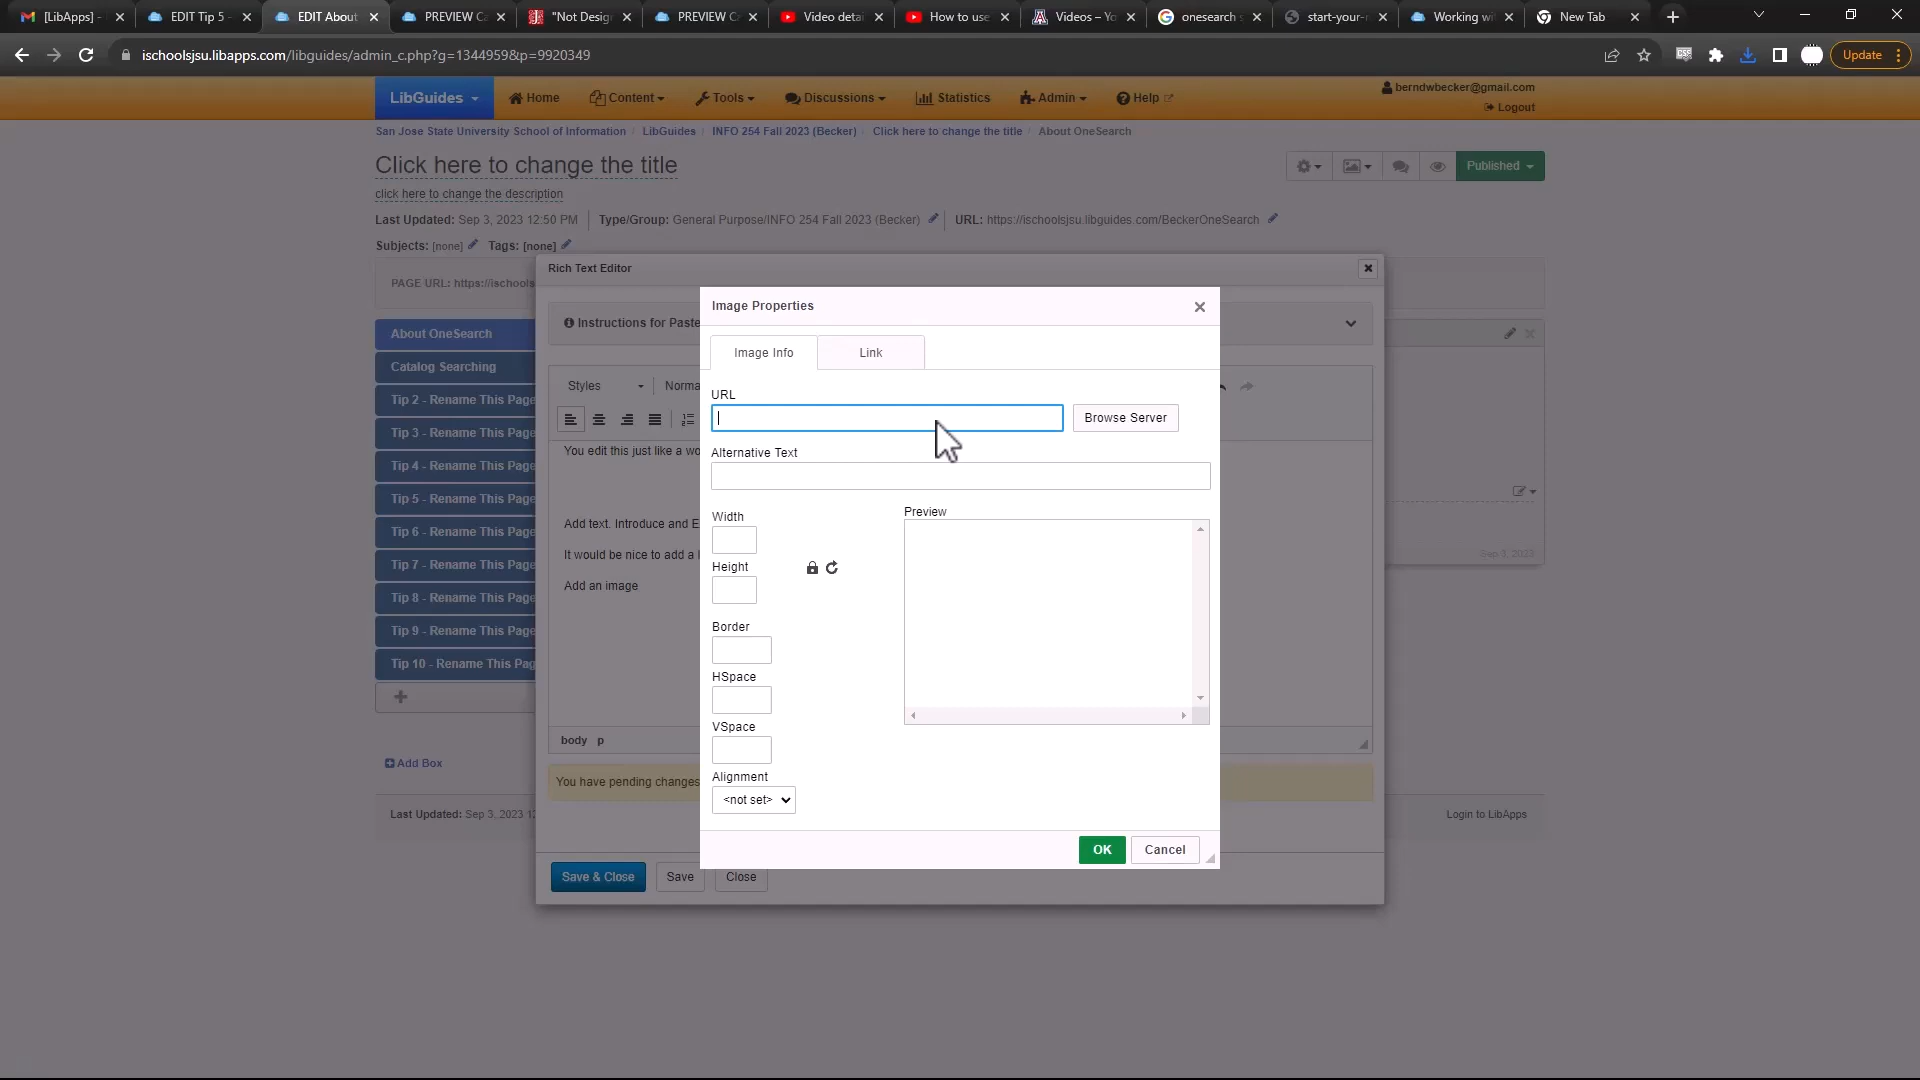 [LibApps] -
EDIT Tip 5 -
EDIT About
PREVIEW Ca
"Not Desig
PREVIEW Cr
Video detai
How to use
Videos – Yo
onesearch s
start-your-r
Working wi
New Tab
ischoolsjsu.libapps.com/libguides/admin_c.php?g=1344959&p=9920349
Update
LibGuides
Home
Content
Tools
Discussions
Statistics
Admin
Help
berndwbecker@gmail.com
Logout
San Jose State University School of Information / LibGuides / INFO 254 Fall 2023 (Becker) / Click here to change the title / About OneSearch
Click here to change the title
Published
click here to change the description
Last Updated: Sep 3, 2023 12:50 PM
Type/Group: General Purpose/INFO 254 Fall 2023 (Becker)
URL: https://ischoolsjsu.libguides.com/BeckerOneSearch
Subjects: [none] Tags: [none]
PAGE URL: https://ischools
About OneSearch
Catalog Searching
Tip 2 - Rename This Page
Tip 3 - Rename This Page
Tip 4 - Rename This Page
Tip 5 - Rename This Page
Tip 6 - Rename This Page
Tip 7 - Rename This Page
Tip 8 - Rename This Page
Tip 9 - Rename This Page
Tip 10 - Rename This Pag
Add Box
Last Updated: Sep 3, 2023 12
Login to LibApps
Sep 3, 2023
Rich Text Editor
Instructions for Paste
Styles
Norma
You edit this just like a wo
Add text. Introduce and E
It would be nice to add a l
Add an image
body p
You have pending changes
Save & Close
Save
Close
Image Properties
Image Info
Link
URL
Browse Server
Alternative Text
Width
Height
Border
HSpace
VSpace
Alignment
<not set>
Preview
OK
Cancel